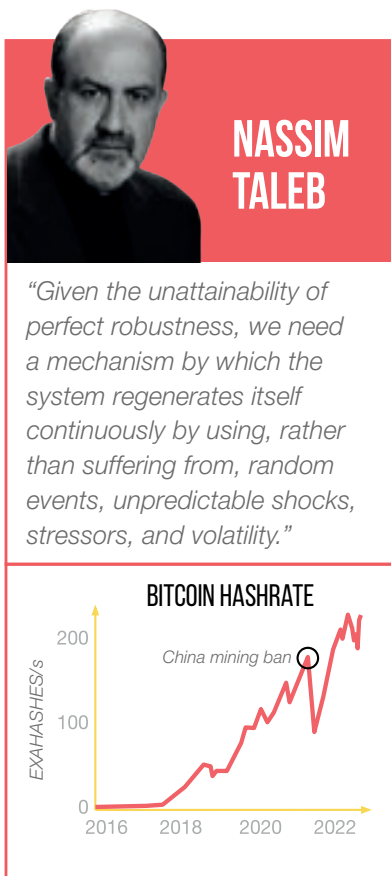 NASSIM
TALEB
“Given the unattainability of
perfect robustness, we need
a mechanism by which the
system regenerates itself
continuously by using, rather
than suffering from, random
events, unpredictable shocks,
stressors, and volatility.”
BITCOIN HASHRATE
200
China mining ban
EXAHASHES/s
100
0
2016 2018 2020 2022